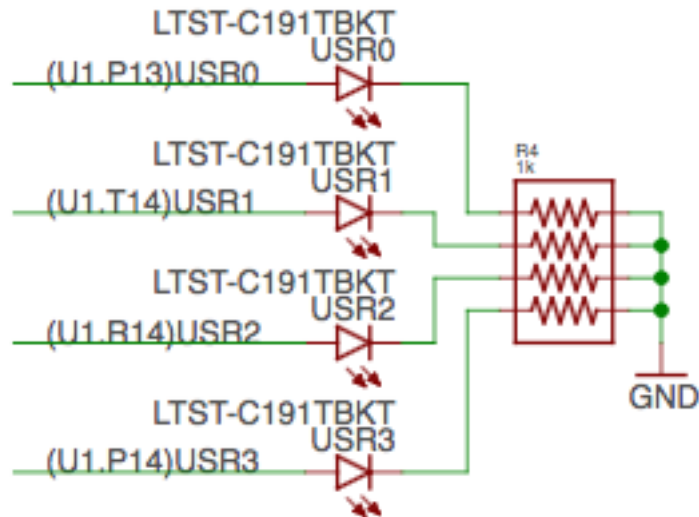 LTST-C191TBKT
USR0
(U1.P13)USR0
R4
1k
LTST-C191TBKT
USR1
(U1.T14)USR1
LTST-C191TBKT
USR2
(U1.R14)USR2
GND
LTST-C191TBKT
USR3
(U1.P14)USR3